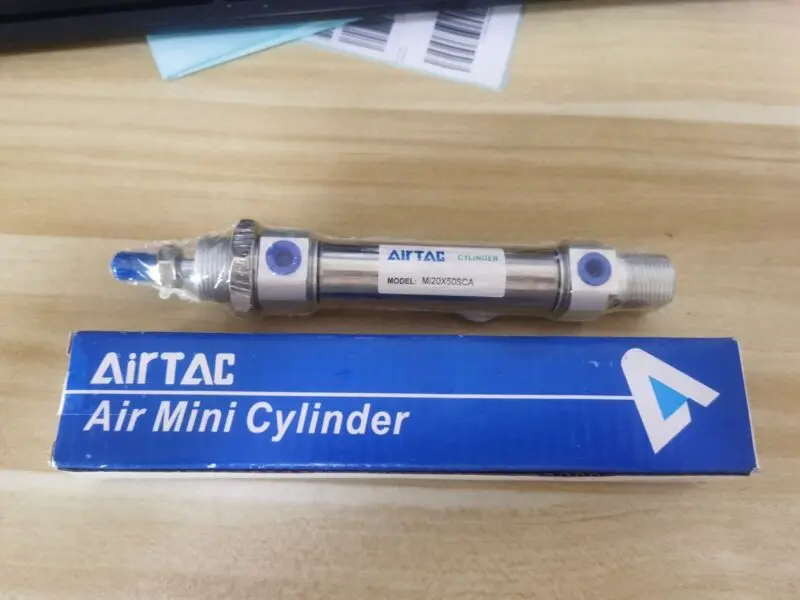 AirTAC CYLINDER
MODEL: MI20X50SCA
AirTAC
Air Mini Cylinder